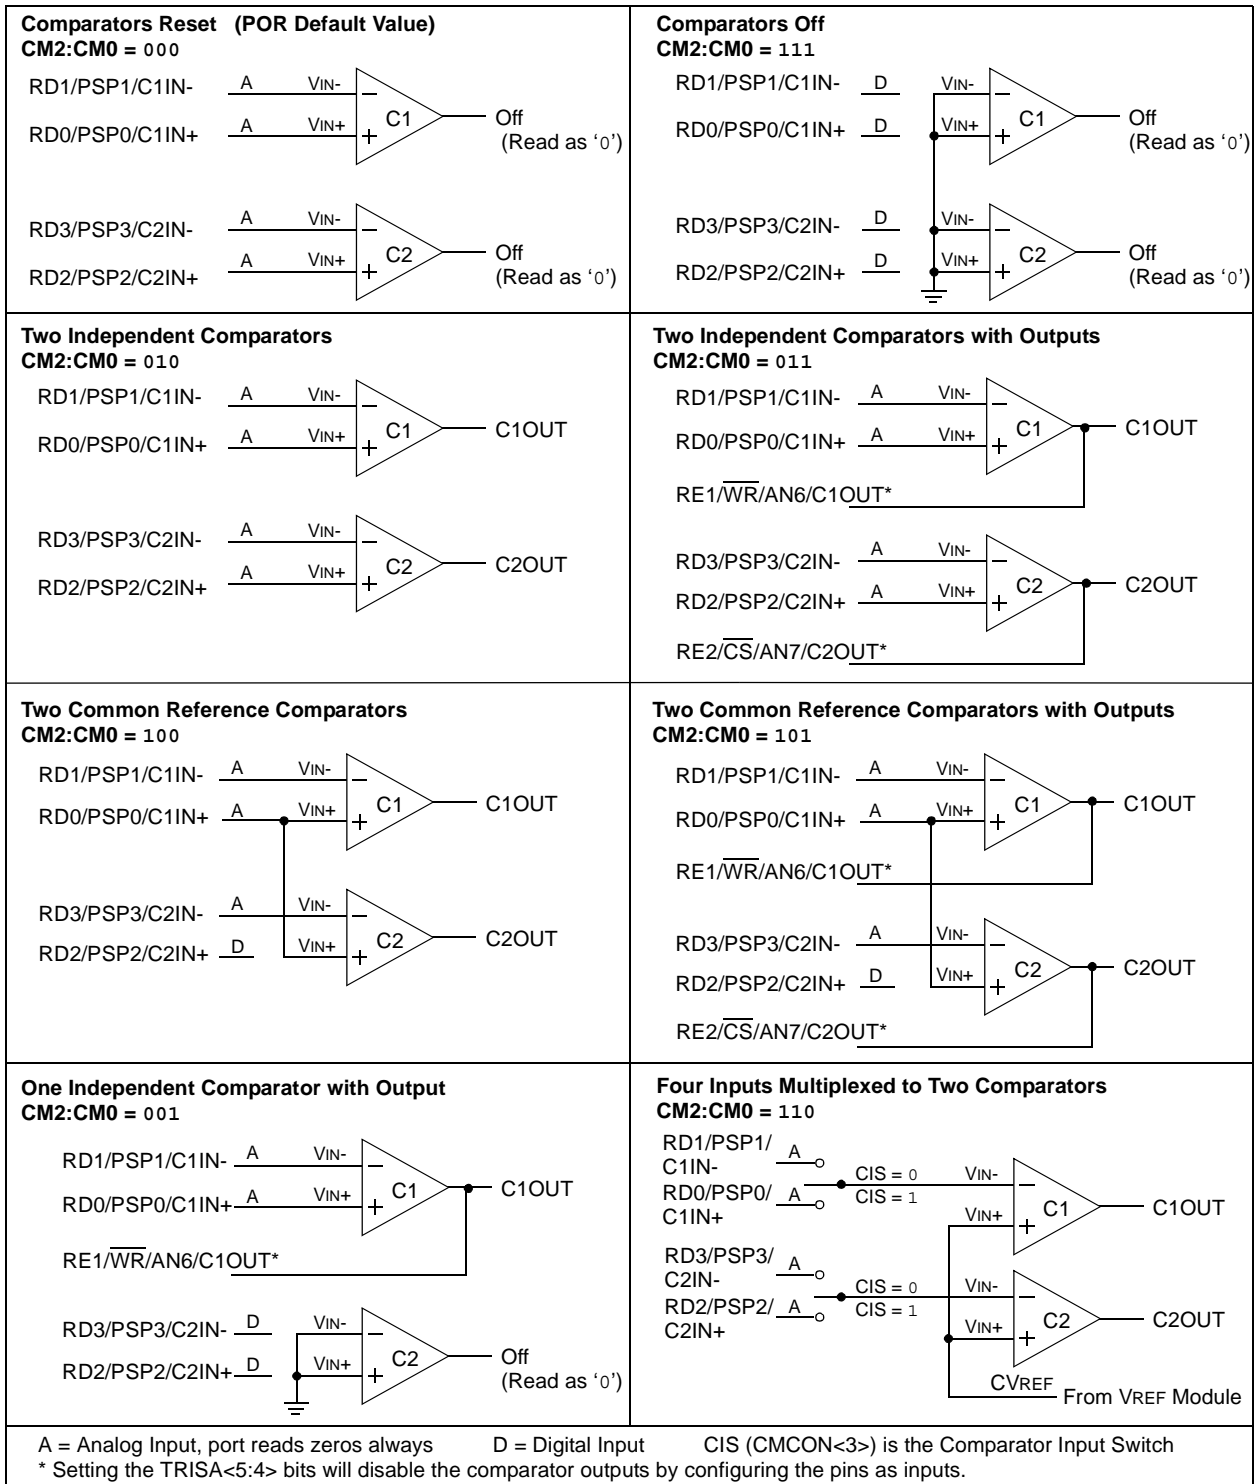 Comparators Reset (POR Default Value)
CM2:CM0 = 000
RD1/PSP1/C1IN- A VIN-
RD0/PSP0/C1IN+ A VIN+
C1
Off
(Read as ‘0’)
RD3/PSP3/C2IN- A VIN-
RD2/PSP2/C2IN+ A VIN+
C2
Off
(Read as ‘0’)
Comparators Off
CM2:CM0 = 111
RD1/PSP1/C1IN- D VIN-
RD0/PSP0/C1IN+ D VIN+
C1
Off
(Read as ‘0’)
RD3/PSP3/C2IN- D VIN-
RD2/PSP2/C2IN+ D VIN+
C2
Off
(Read as ‘0’)
Two Independent Comparators
CM2:CM0 = 010
RD1/PSP1/C1IN- A VIN-
RD0/PSP0/C1IN+ A VIN+
C1
C1OUT
RD3/PSP3/C2IN- A VIN-
RD2/PSP2/C2IN+ A VIN+
C2
C2OUT
Two Independent Comparators with Outputs
CM2:CM0 = 011
RD1/PSP1/C1IN- A VIN-
RD0/PSP0/C1IN+ A VIN+
C1
C1OUT
RE1/WR/AN6/C1OUT*
RD3/PSP3/C2IN- A VIN-
RD2/PSP2/C2IN+ A VIN+
C2
C2OUT
RE2/CS/AN7/C2OUT*
Two Common Reference Comparators
CM2:CM0 = 100
RD1/PSP1/C1IN- A VIN-
RD0/PSP0/C1IN+ A VIN+
C1
C1OUT
RD3/PSP3/C2IN- A VIN-
RD2/PSP2/C2IN+ D VIN+
C2
C2OUT
Two Common Reference Comparators with Outputs
CM2:CM0 = 101
RD1/PSP1/C1IN- A VIN-
RD0/PSP0/C1IN+ A VIN+
C1
C1OUT
RE1/WR/AN6/C1OUT*
RD3/PSP3/C2IN- A VIN-
RD2/PSP2/C2IN+ D VIN+
C2
C2OUT
RE2/CS/AN7/C2OUT*
One Independent Comparator with Output
CM2:CM0 = 001
RD1/PSP1/C1IN- A VIN-
RD0/PSP0/C1IN+ A VIN+
C1
C1OUT
RE1/WR/AN6/C1OUT*
RD3/PSP3/C2IN- D VIN-
RD2/PSP2/C2IN+ D VIN+
C2
Off
(Read as ‘0’)
Four Inputs Multiplexed to Two Comparators
CM2:CM0 = 110
RD1/PSP1/
C1IN-
A
RD0/PSP0/
C1IN+
A
CIS = 0
CIS = 1
VIN-
VIN+
C1
C1OUT
RD3/PSP3/
C2IN-
A
RD2/PSP2/
C2IN+
A
CIS = 0
CIS = 1
VIN-
VIN+
C2
C2OUT
CVREF
From VREF Module
A = Analog Input, port reads zeros always D = Digital Input CIS (CMCON<3>) is the Comparator Input Switch
* Setting the TRISA<5:4> bits will disable the comparator outputs by configuring the pins as inputs.